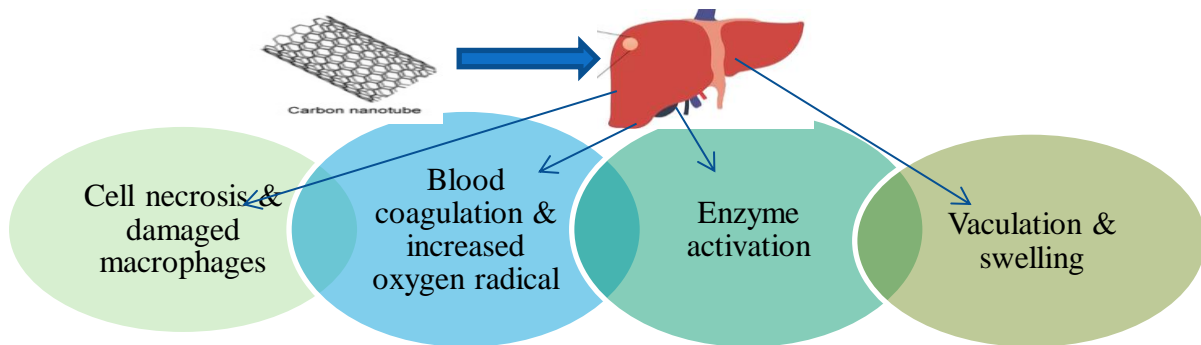 Carbon nanotube
Cell necrosis &
damaged
macrophages
Blood
coagulation &
increased
oxygen radical
Enzyme
activation
Vaculation &
swelling